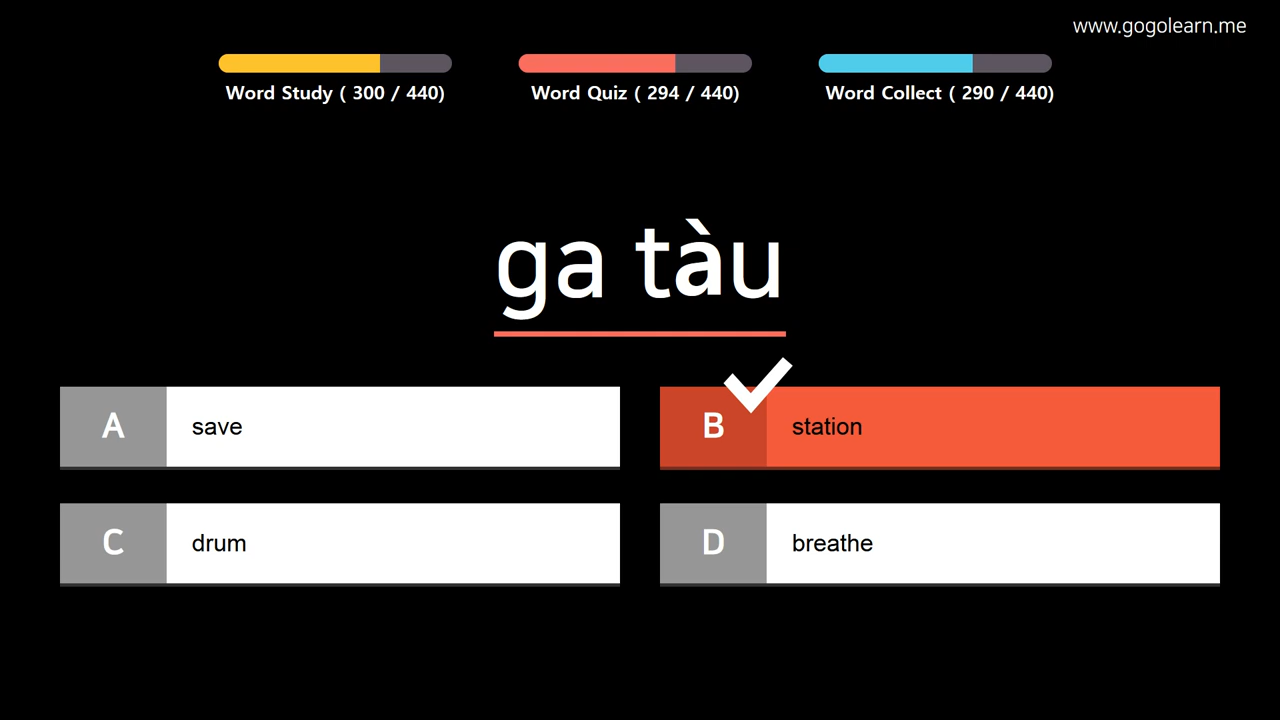 www.gogolearn.me
Word Study ( 300 / 440)
Word Quiz ( 294 / 440)
Word Collect ( 290 / 440)
ga tàu
A save
B station
C drum
D breathe